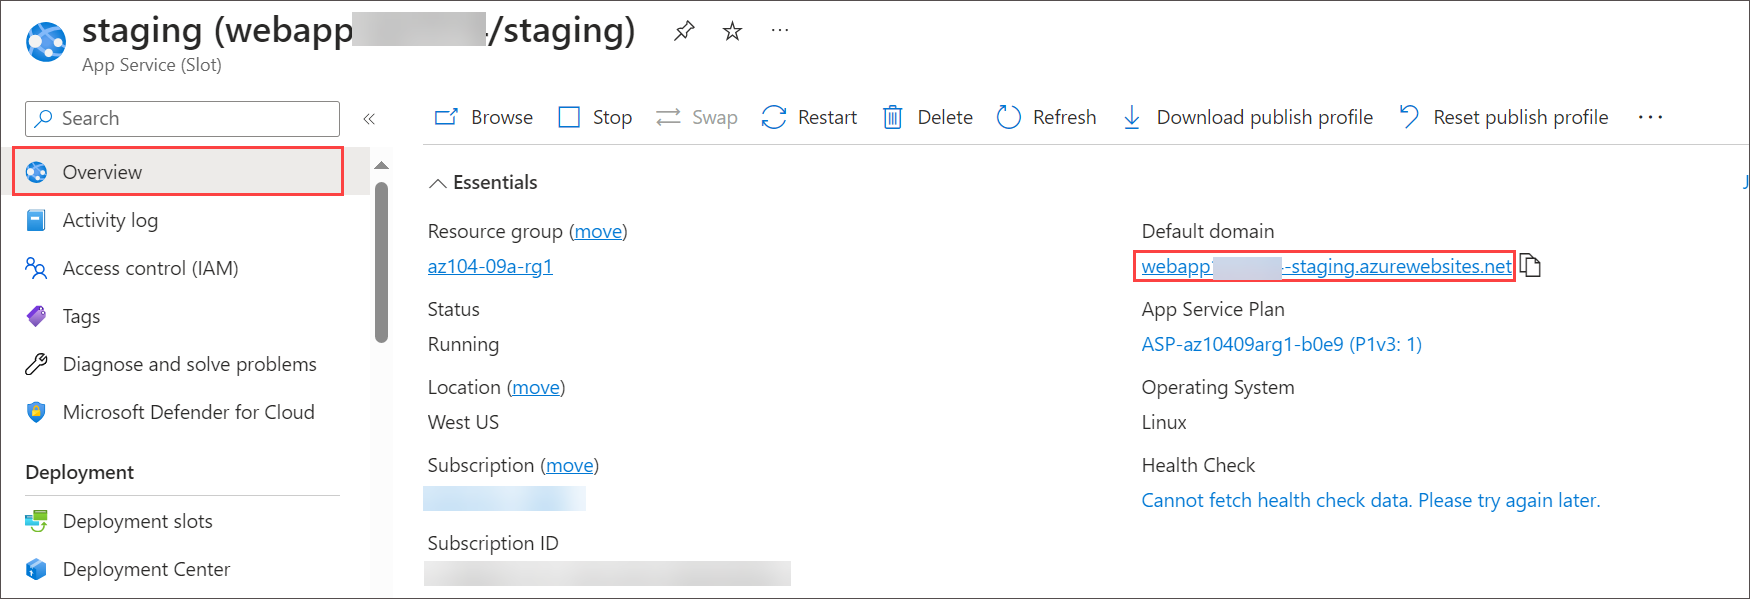 staging (webapp /staging)
App Service (Slot)
Search
Browse Stop Swap Restart Delete Refresh Download publish profile Reset publish profile
Overview
Activity log
Access control (IAM)
Tags
Diagnose and solve problems
Microsoft Defender for Cloud
Deployment
Deployment slots
Deployment Center
Essentials
Resource group (move)
az104-09a-rg1
Status
Running
Location (move)
West US
Subscription (move)
Subscription ID
Default domain
webapp -staging.azurewebsites.net
App Service Plan
ASP-az10409arg1-b0e9 (P1v3: 1)
Operating System
Linux
Health Check
Cannot fetch health check data. Please try again later.